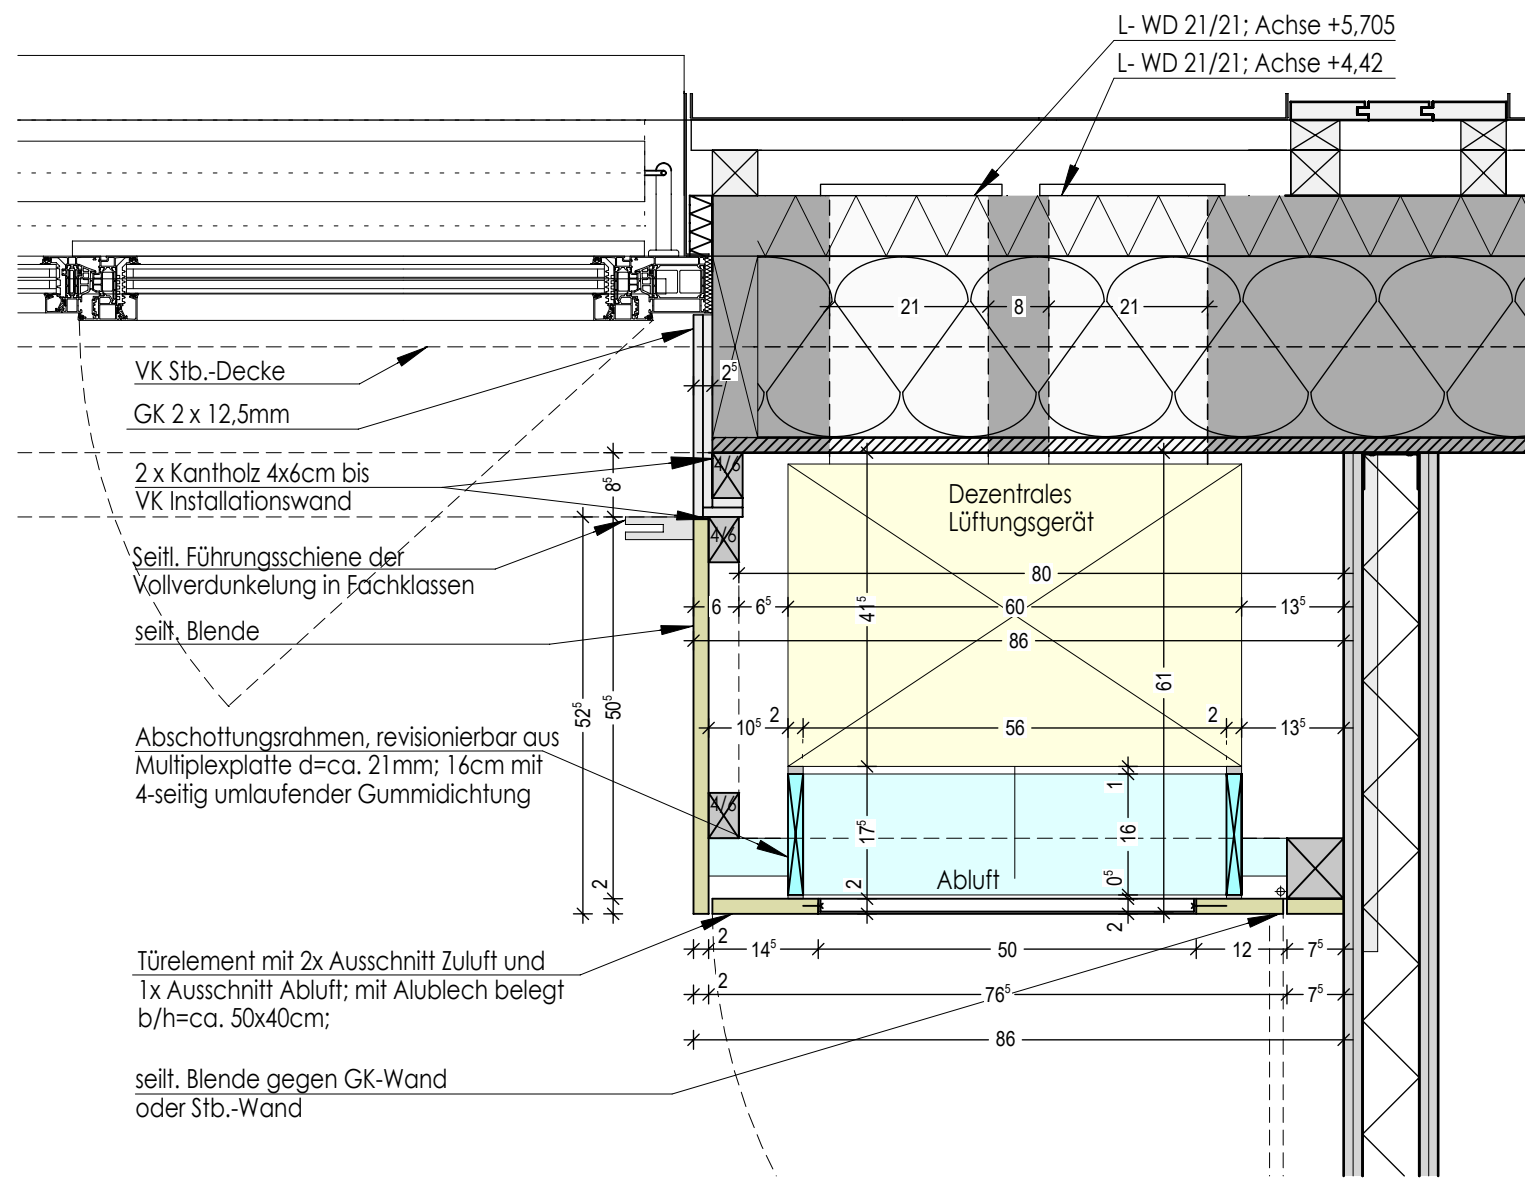 L- WD 21/21; Achse +5,705
L- WD 21/21; Achse +4,42
21
8
21
VK Stb.-Decke
2⁵
GK 2 x 12,5mm
2 x Kantholz 4x6cm bis
VK Installationswand
4/6
8⁵
Dezentrales
Lüftungsgerät
4/6
Seitl. Führungsschiene der
Vollverdunkelung in Fachklassen
80
6
6⁵
41⁵
60
13⁵
seilt. Blende
86
61
52⁵
50⁵
10⁵
2
56
2
13⁵
Abschottungsrahmen, revisionierbar aus
Multiplexplatte d=ca. 21mm; 16cm mit
4-seitig umlaufender Gummidichtung
4/6
1
17⁵
16
2
2
Abluft
0⁵
2
2
14⁵
50
12
7⁵
Türelement mit 2x Ausschnitt Zuluft und
1x Ausschnitt Abluft; mit Alublech belegt
b/h=ca. 50x40cm;
2
76⁵
7⁵
86
seilt. Blende gegen GK-Wand
oder Stb.-Wand